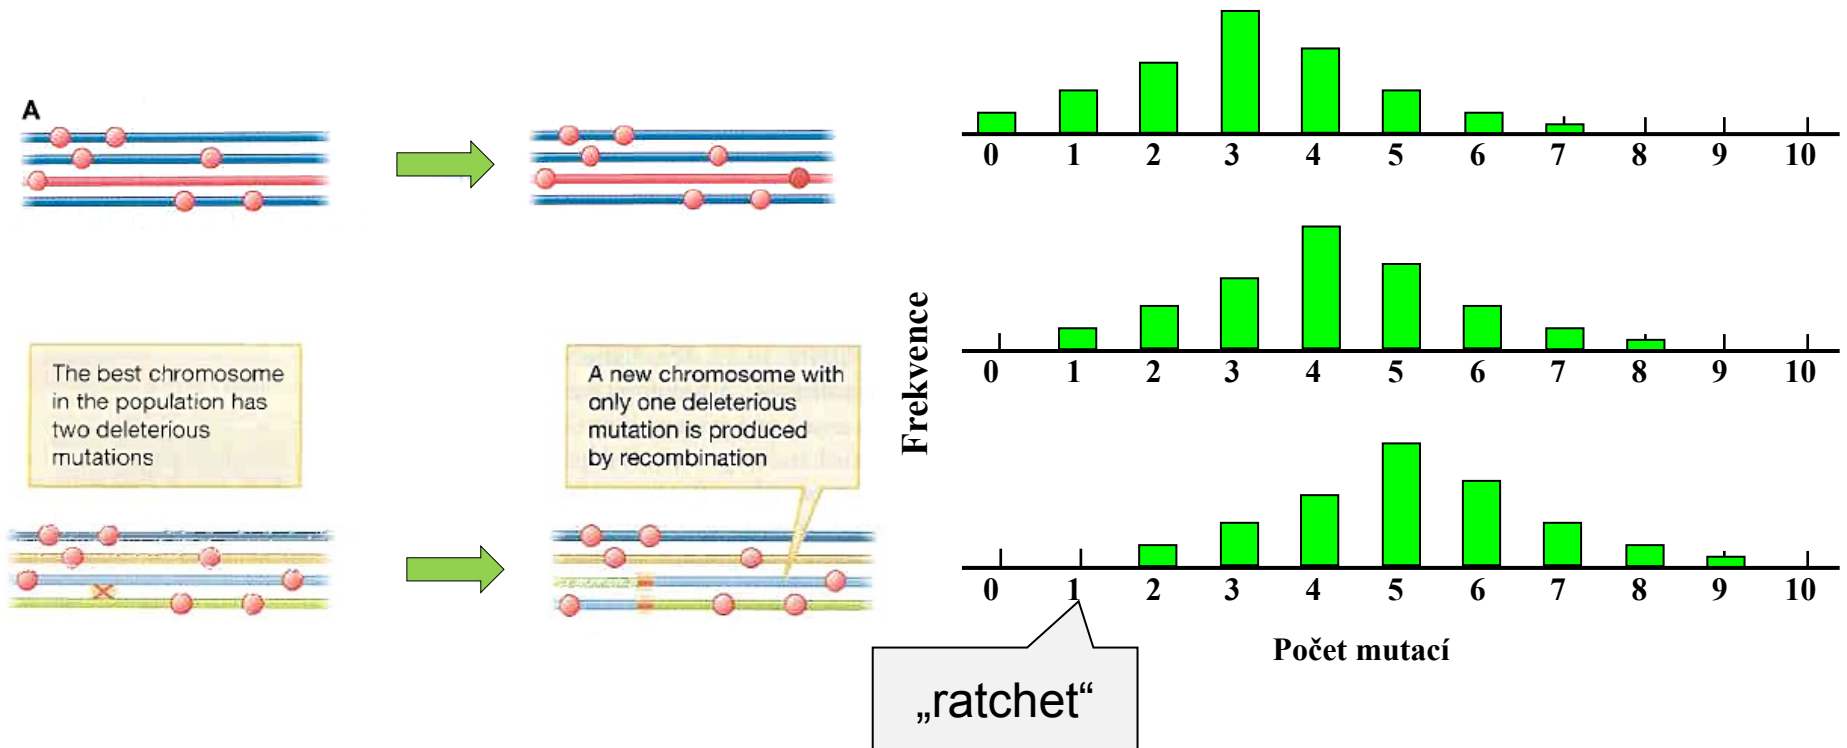 A
The best chromosome
in the population has
two deleterious
mutations
A new chromosome with
only one deleterious
mutation is produced
by recombination
0 1 2 3 4 5 6 7 8 9 10
0 1 2 3 4 5 6 7 8 9 10
Frekvence
0 1 2 3 4 5 6 7 8 9 10
Počet mutací
„ratchet“